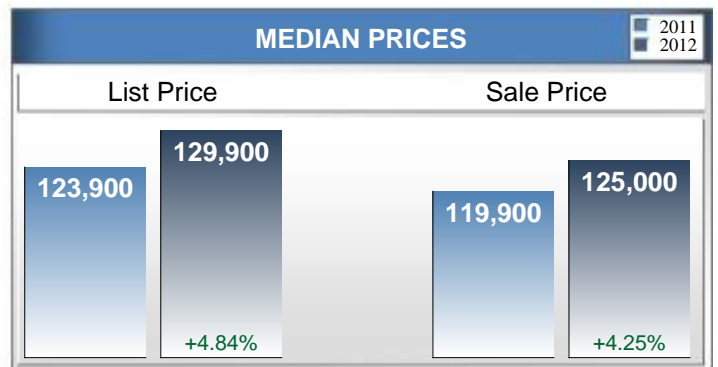 MEDIAN PRICES
2011
2012
List Price
Sale Price
123,900
129,900
+4.84%
119,900
125,000
+4.25%